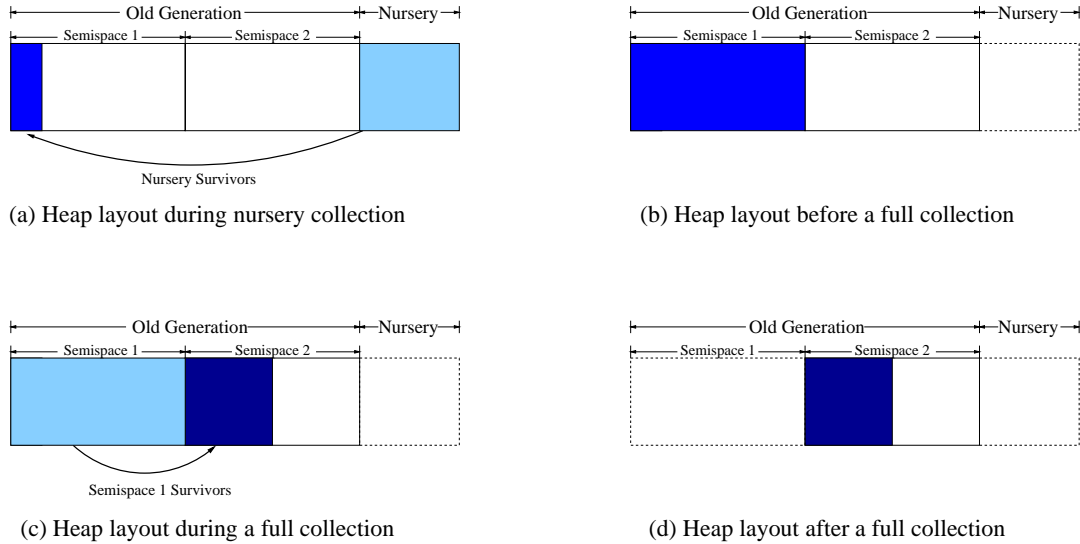 Old Generation Nursery
Semispace 1 Semispace 2
Nursery Survivors
(a) Heap layout during nursery collection
Old Generation Nursery
Semispace 1 Semispace 2
(b) Heap layout before a full collection
Old Generation Nursery
Semispace 1 Semispace 2
Semispace 1 Survivors
(c) Heap layout during a full collection
Old Generation Nursery
Semispace 1 Semispace 2
(d) Heap layout after a full collection